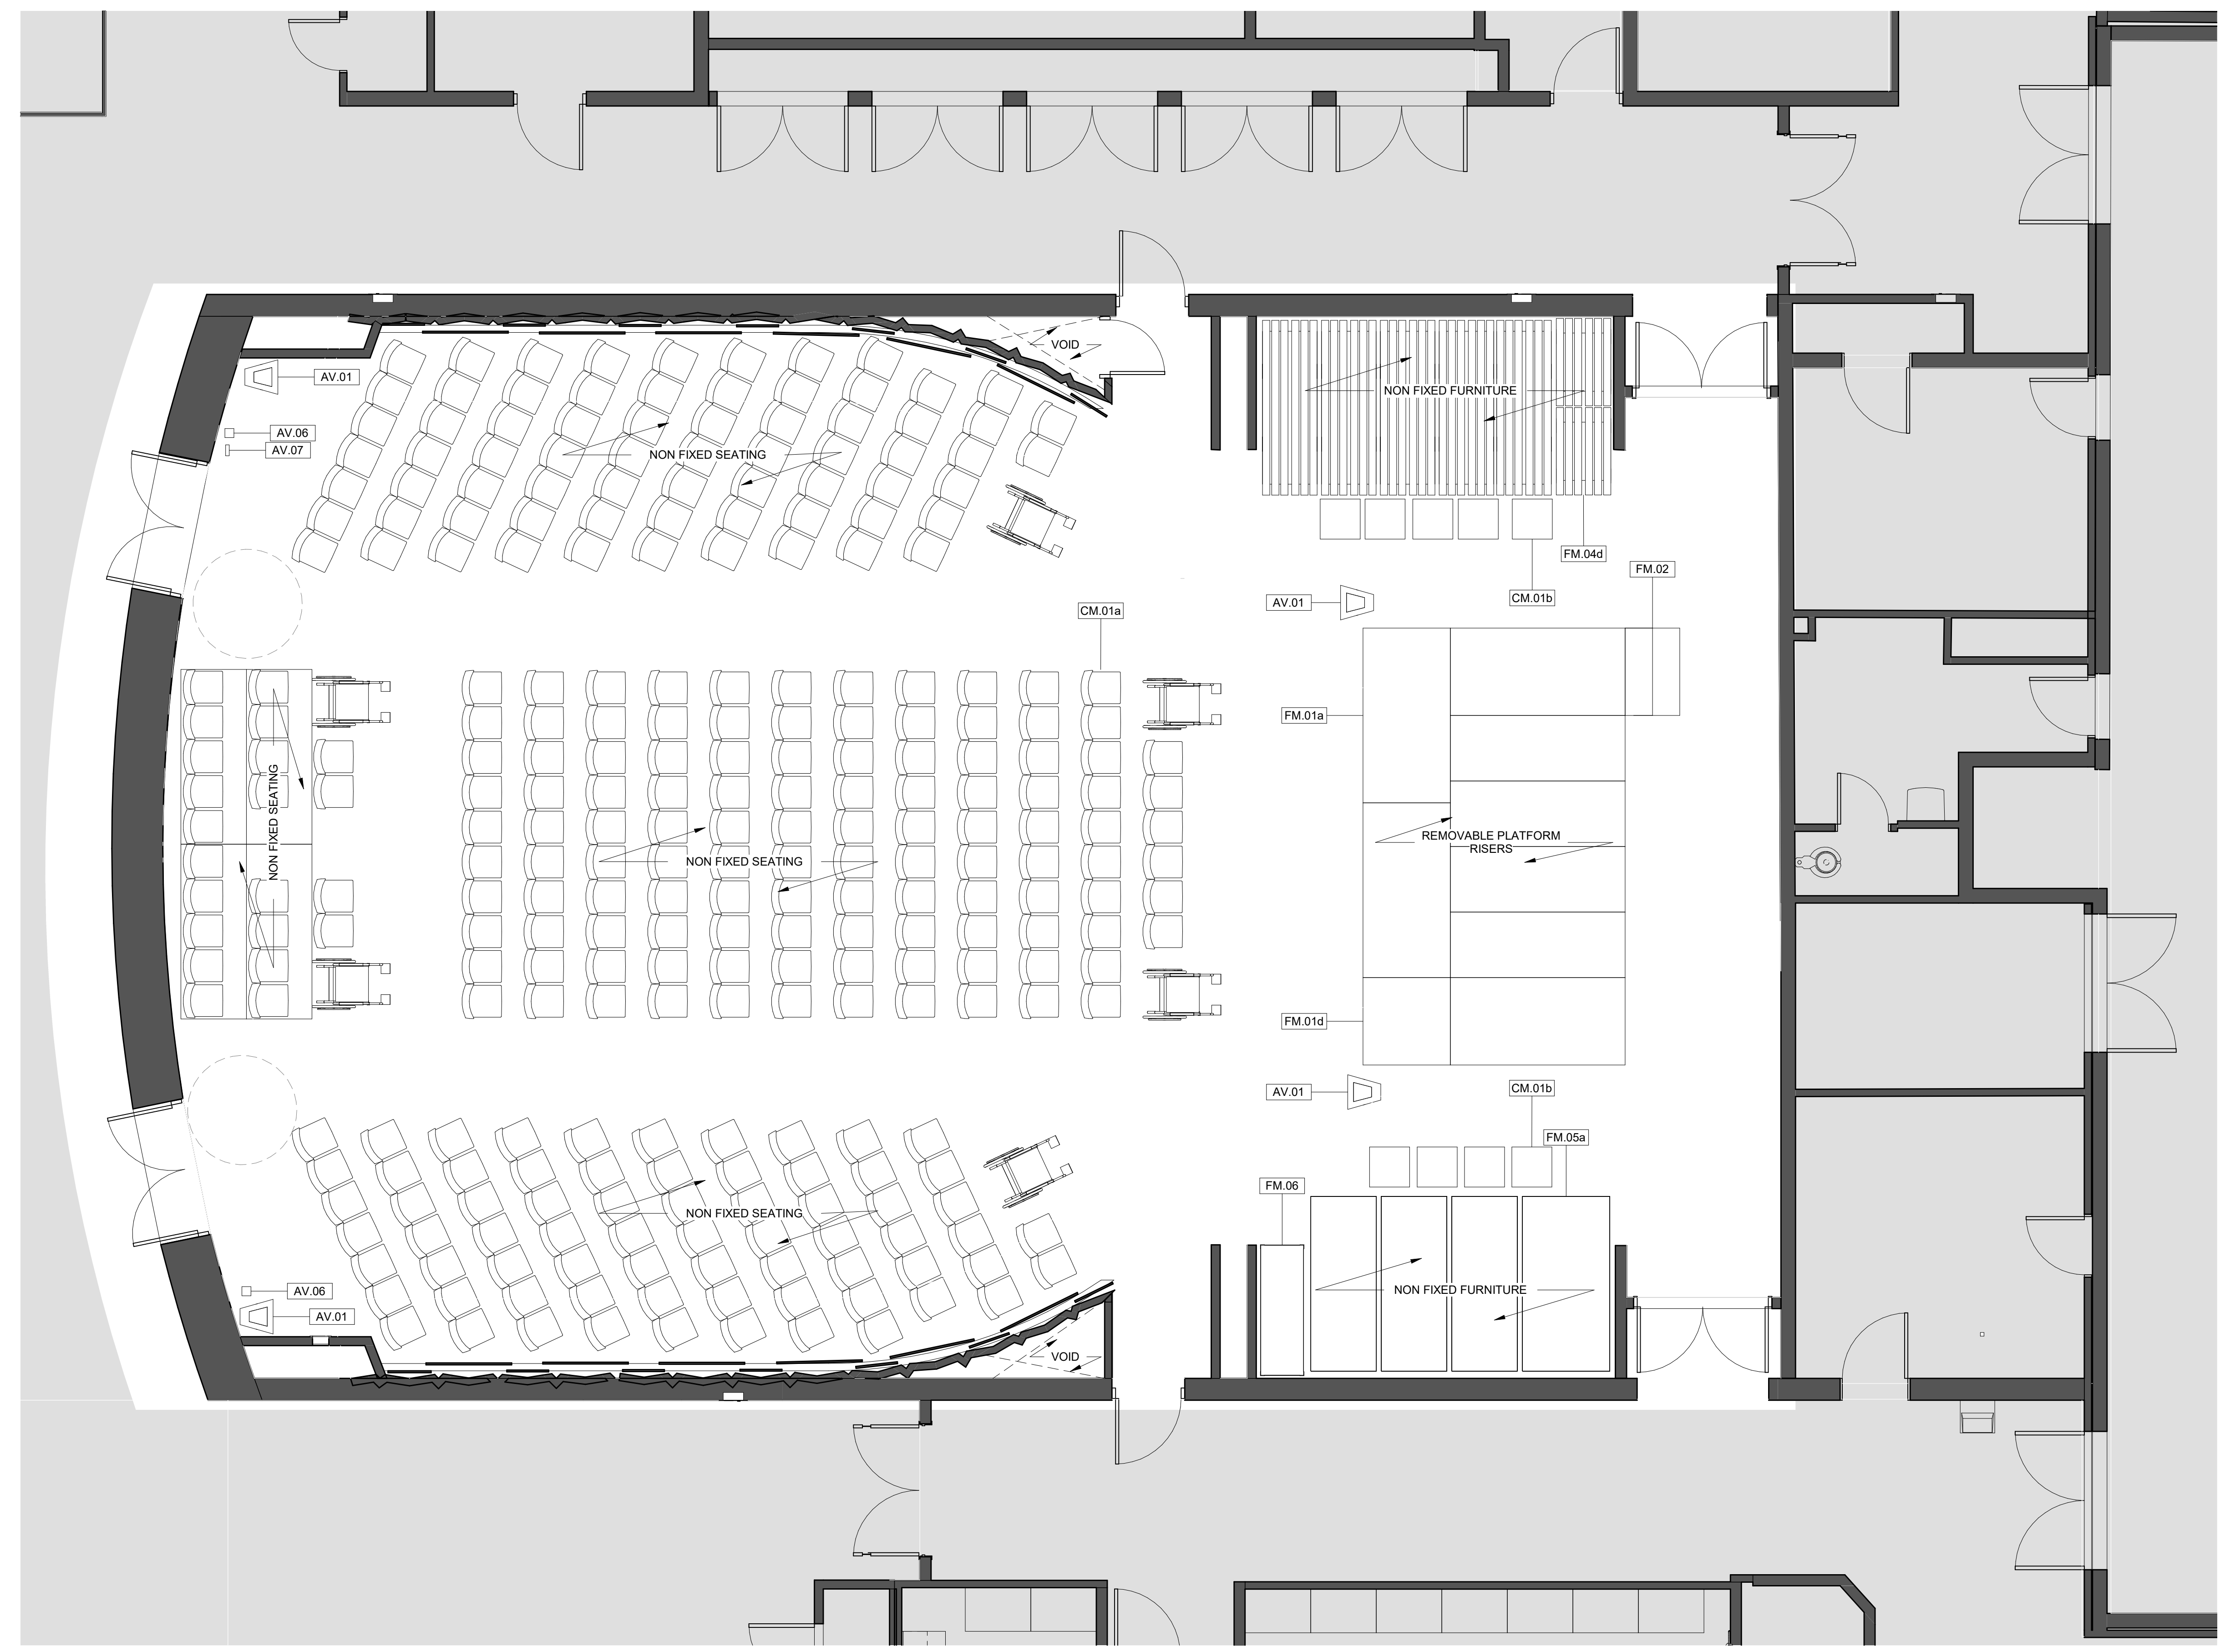 VOID
AV.01
NON FIXED FURNITURE
AV.06
AV.07
NON FIXED SEATING
FM.04d
FM.02
CM.01b
AV.01
CM.01a
FM.01a
NON FIXED SEATING
REMOVABLE PLATFORM
RISERS
NON FIXED SEATING
FM.01d
AV.01
CM.01b
FM.05a
FM.06
NON FIXED SEATING
AV.06
NON FIXED FURNITURE
AV.01
VOID